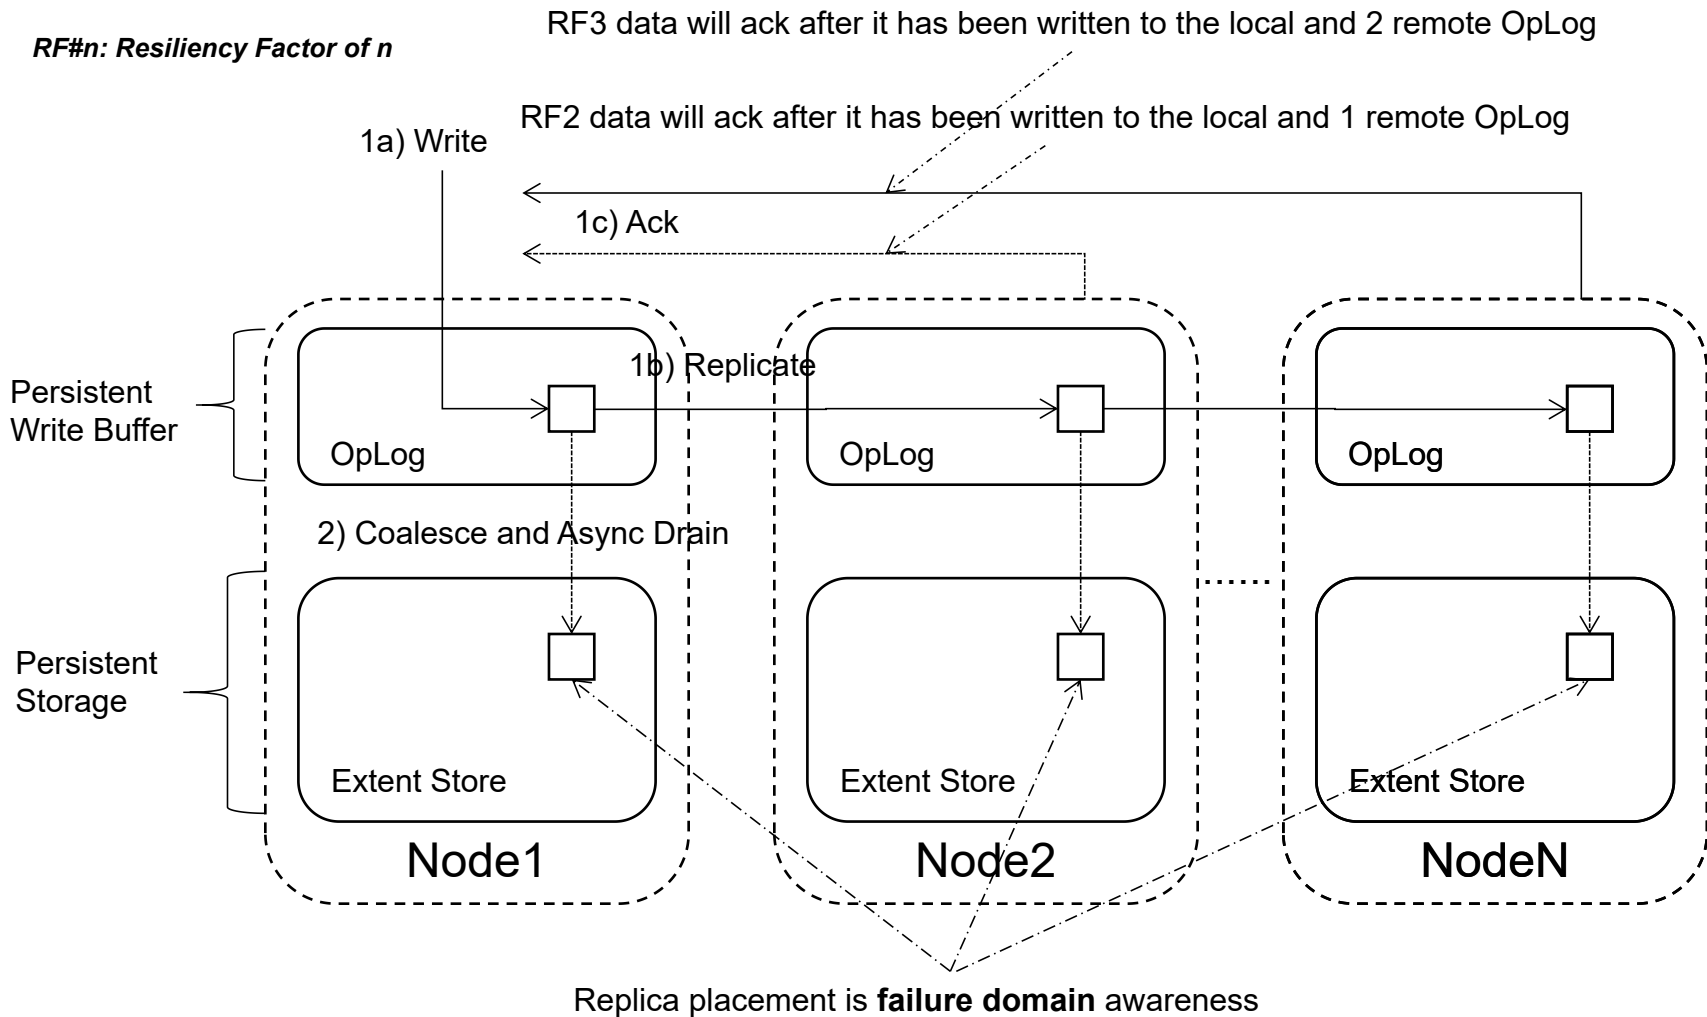 RF3 data will ack after it has been written to the local and 2 remote OpLog
RF#n: Resiliency Factor of n
RF2 data will ack after it has been written to the local and 1 remote OpLog
1a) Write
1c) Ack
1b) Replicate
Persistent
Write Buffer
OpLog
OpLog
OpLog
2) Coalesce and Async Drain
......
Persistent
Storage
Extent Store
Extent Store
Extent Store
Node1
Node2
NodeN
Replica placement is failure domain awareness